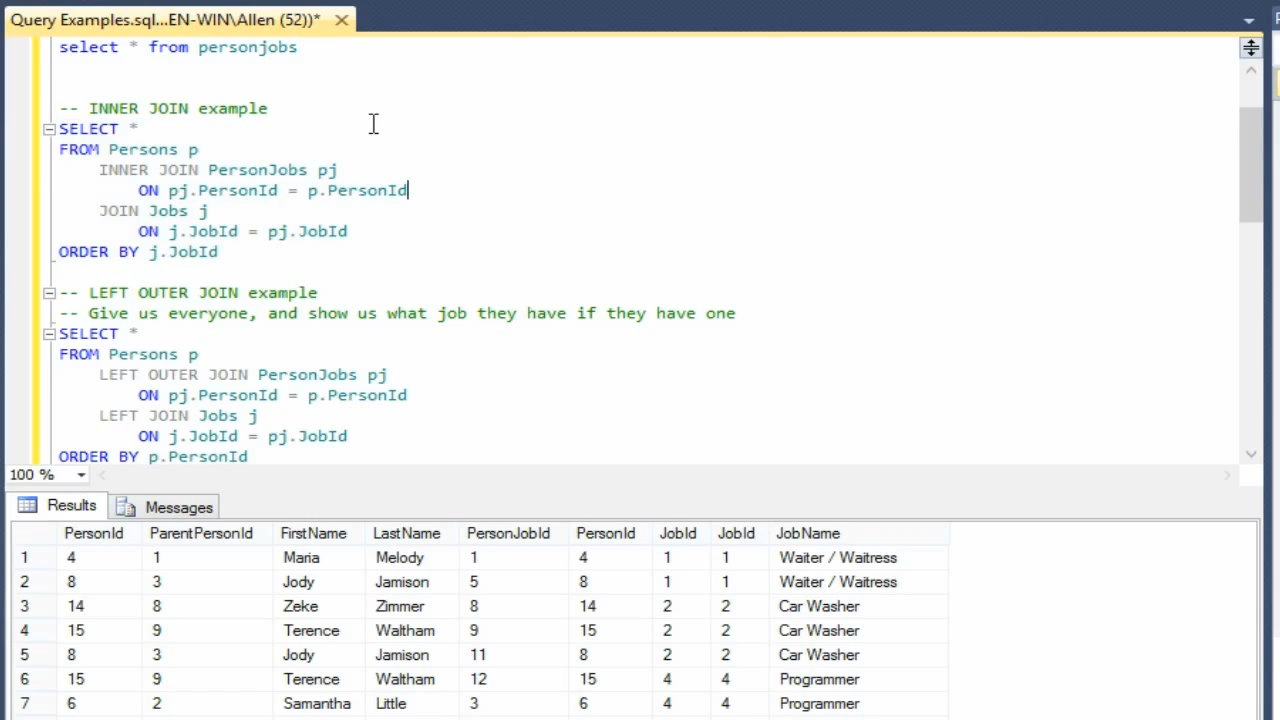 Query Examples.sql...EN-WIN\Allen (52))*
select * from personjobs
-- INNER JOIN example
SELECT *
FROM Persons p
INNER JOIN PersonJobs pj
ON pj.PersonId = p.PersonId
JOIN Jobs j
ON j.JobId = pj.JobId
ORDER BY j.JobId
-- LEFT OUTER JOIN example
-- Give us everyone, and show us what job they have if they have one
SELECT *
FROM Persons p
LEFT OUTER JOIN PersonJobs pj
ON pj.PersonId = p.PersonId
LEFT JOIN Jobs j
ON j.JobId = pj.JobId
ORDER BY p.PersonId
100 %
Results Messages
PersonId ParentPersonId FirstName LastName PersonJobId PersonId JobId JobId JobName
1 4 1 Maria Melody 1 4 1 1 Waiter / Waitress
2 8 3 Jody Jamison 5 8 1 1 Waiter / Waitress
3 14 8 Zeke Zimmer 8 14 2 2 Car Washer
4 15 9 Terence Waltham 9 15 2 2 Car Washer
5 8 3 Jody Jamison 11 8 2 2 Car Washer
6 15 9 Terence Waltham 12 15 4 4 Programmer
7 6 2 Samantha Little 3 6 4 4 Programmer